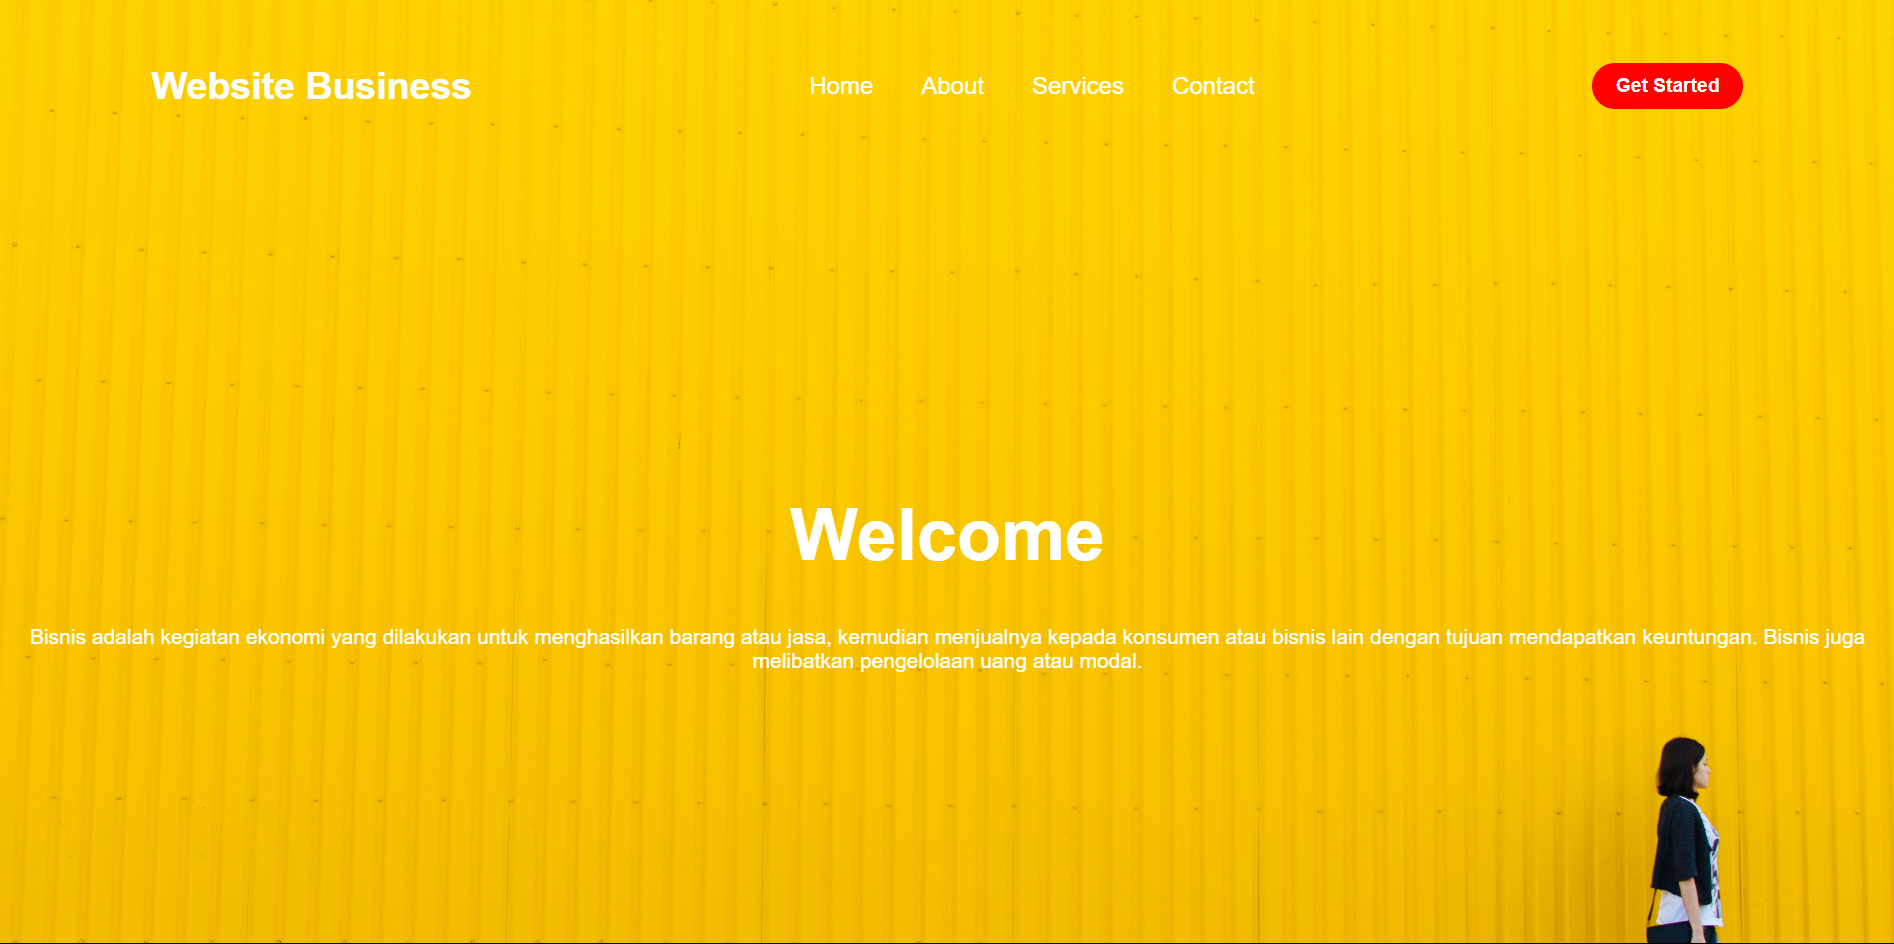 Website Business
Home About Services Contact
Get Started
Welcome
Bisnis adalah kegiatan ekonomi yang dilakukan untuk menghasilkan barang atau jasa, kemudian menjualnya kepada konsumen atau bisnis lain dengan tujuan mendapatkan keuntungan. Bisnis juga
melibatkan pengelolaan uang atau modal.